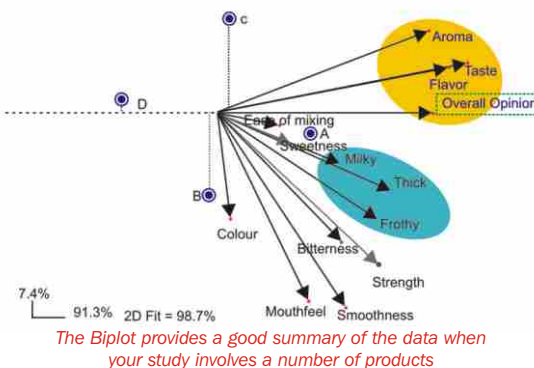 c
Aroma
Taste
Flavor
Overall Opinion
D
Ease of mixing
A
Sweetness
Milky
Thick
B
Frothy
Colour
Bitterness
Strength
7.4%
91.3% 2D Fit = 98.7%
Mouthfeel
Smoothness
The Biplot provides a good summary of the data when
your study involves a number of products